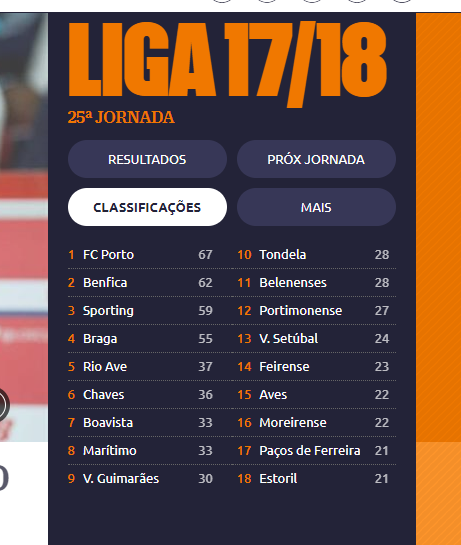 LIGA 17/18
25ª JORNADA
RESULTADOS
PRÓX JORNADA
CLASSIFICAÇÕES
MAIS
1 FC Porto 67
2 Benfica 62
3 Sporting 59
4 Braga 55
5 Rio Ave 37
6 Chaves 36
7 Boavista 33
8 Marítimo 33
9 V. Guimarães 30
10 Tondela 28
11 Belenenses 28
12 Portimonense 27
13 V. Setúbal 24
14 Feirense 23
15 Aves 22
16 Moreirense 22
17 Paços de Ferreira 21
18 Estoril 21